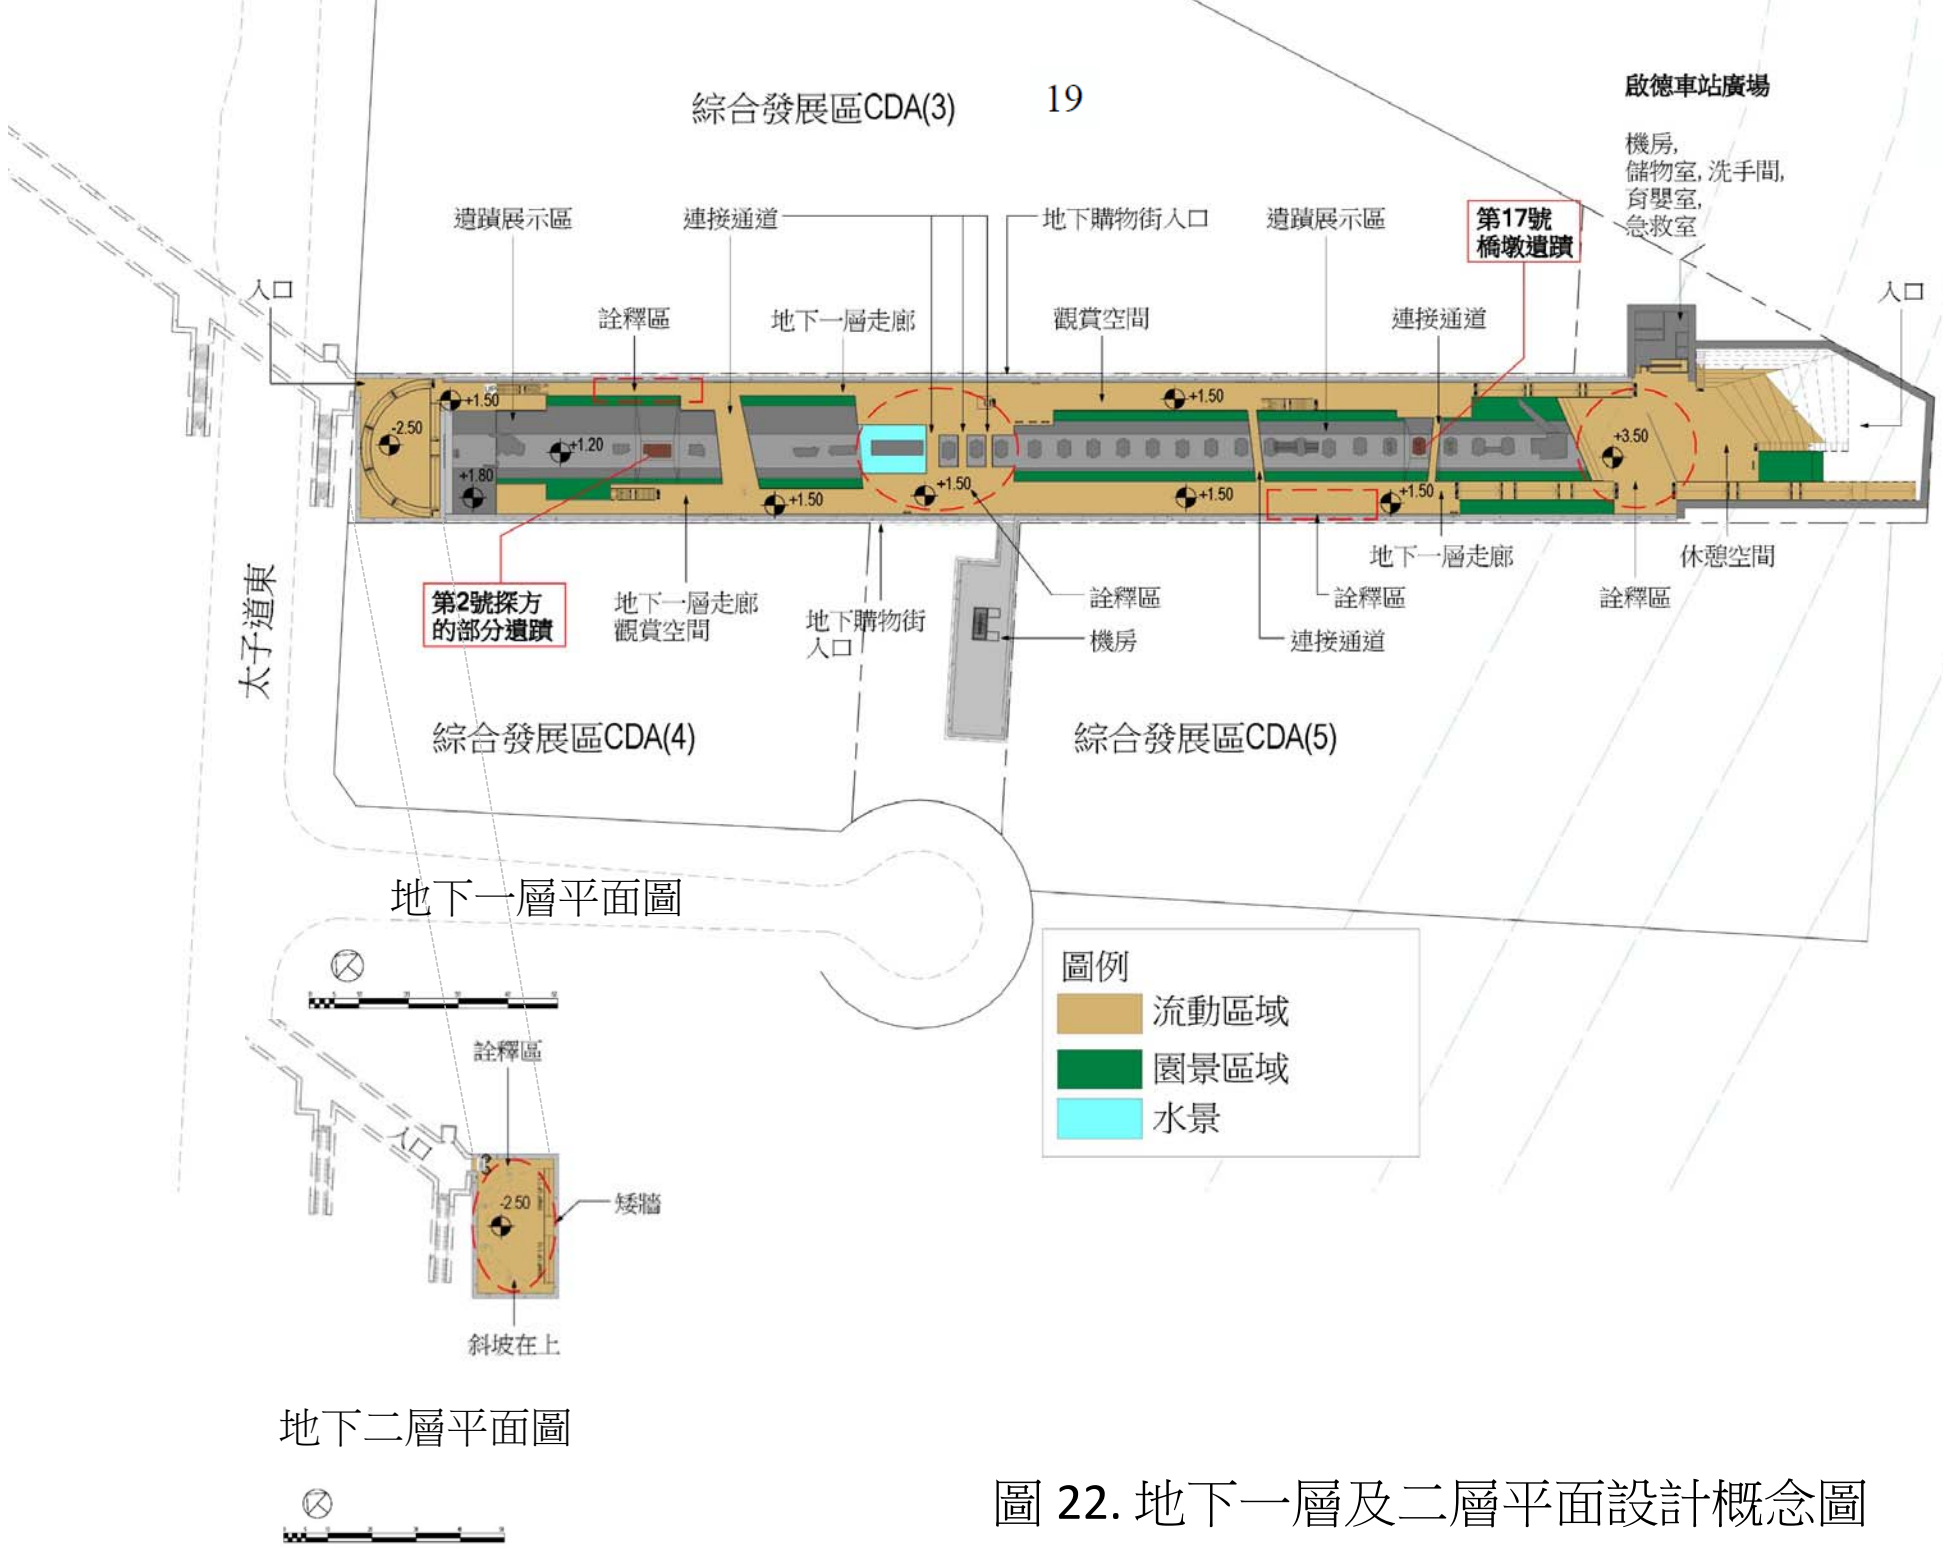 19
綜合發展區CDA(3)
啟德車站廣場
機房,
儲物室, 洗手間,
育嬰室,
急救室
遺蹟展示區
連接通道
地下購物街入口
遺蹟展示區
第17號
橋墩遺蹟
入口
詮釋區
地下一層走廊
觀賞空間
連接通道
入口
+1.50
-2.50
+1.20
+1.80
+1.50
+1.50
+1.50
+1.50
+1.50
+3.50
太子道東
第2號探方
的部分遺蹟
地下一層走廊
觀賞空間
地下購物街
入口
詮釋區
機房
連接通道
詮釋區
地下一層走廊
詮釋區
休憩空間
綜合發展區CDA(4)
綜合發展區CDA(5)
地下一層平面圖
圖例
流動區域
園景區域
水景
詮釋區
入口
-2.50
矮牆
斜坡在上
地下二層平面圖
圖 22. 地下一層及二層平面設計概念圖